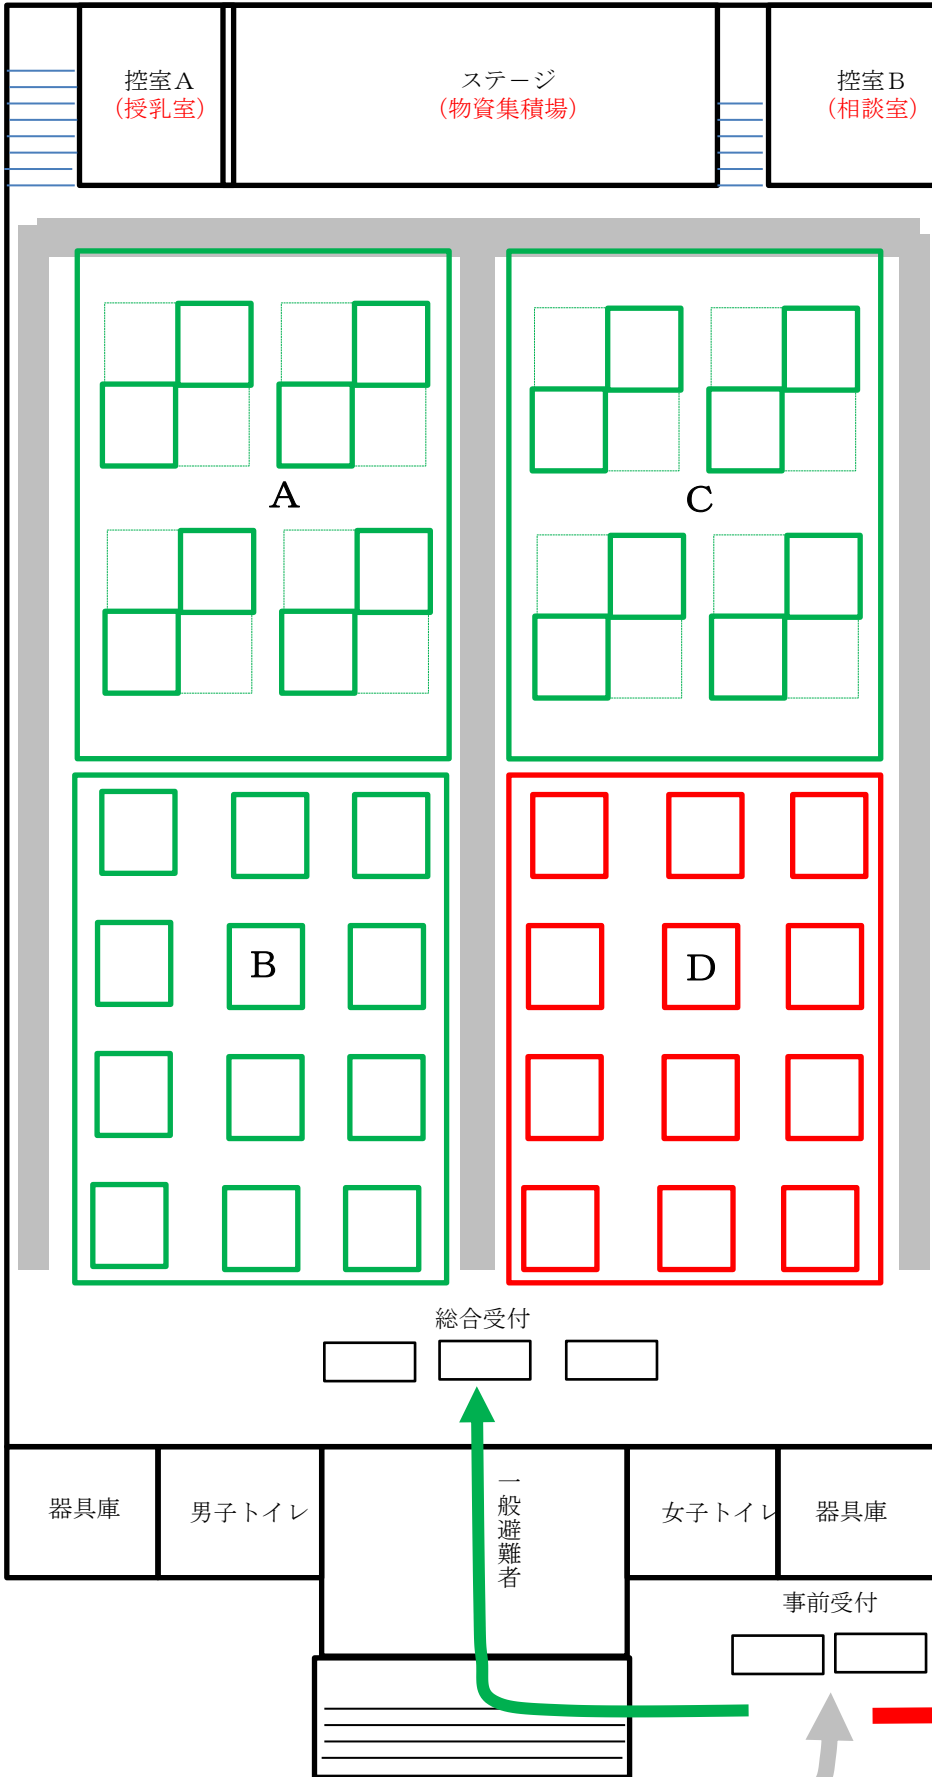 控室A
（授乳室）
ステージ
（物資集積場）
控室B
（相談室）
A
C
B
D
総合受付
器具庫
男子トイレ
一般避難者
女子トイレ
器具庫
事前受付